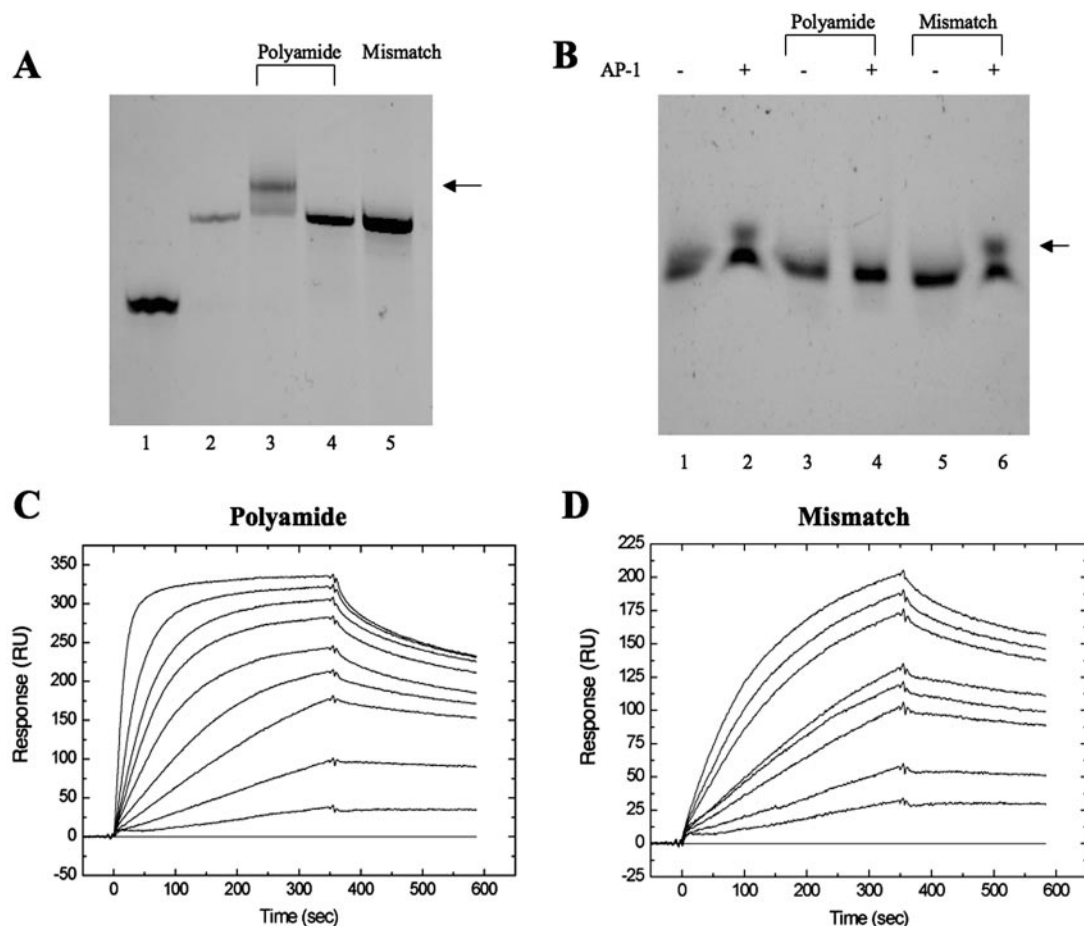 A
Polyamide Mismatch
1 2 3 4 5
B
Polyamide Mismatch
AP-1 - + - + - +
1 2 3 4 5 6
C
Polyamide
Response (RU)
350
300
250
200
150
100
50
0
-50
0 100 200 300 400 500 600
Time (sec)
D
Mismatch
Response (RU)
225
200
175
150
125
100
75
50
25
0
-25
0 100 200 300 400 500 600
Time (sec)